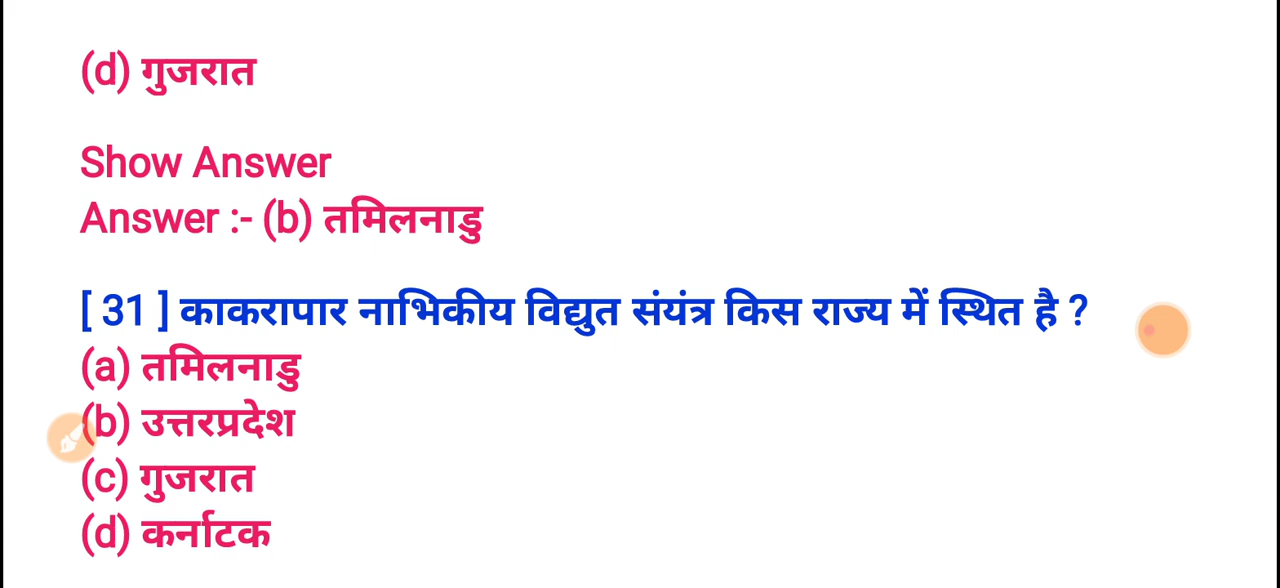 (d) गुजरात
Show Answer
Answer :- (b) तमिलनाडु
[ 31 ] काकरापार नाभिकीय विद्युत संयंत्र किस राज्य में स्थित है ?
(a) तमिलनाडु
(b) उत्तरप्रदेश
(c) गुजरात
(d) कर्नाटक